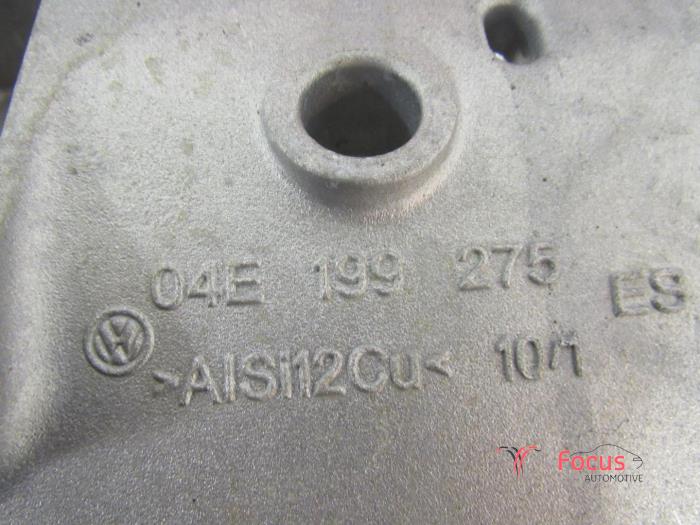 04E 199 275
ES
>AlSi12Cu< 10/1
Focus
AUTOMOTIVE